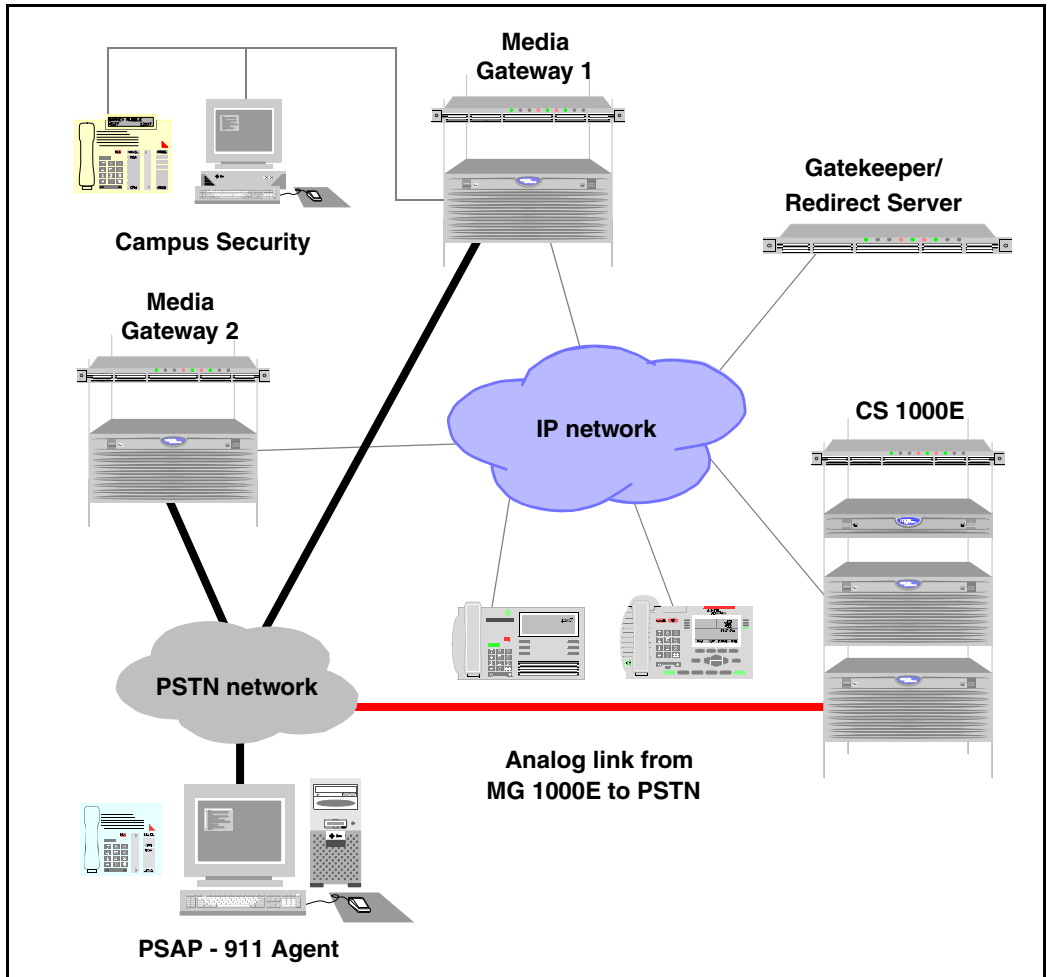 Media
Gateway 1
Gatekeeper/
Redirect Server
Campus Security
Media
Gateway 2
CS 1000E
IP network
PSTN network
Analog link from
MG 1000E to PSTN
PSAP - 911 Agent